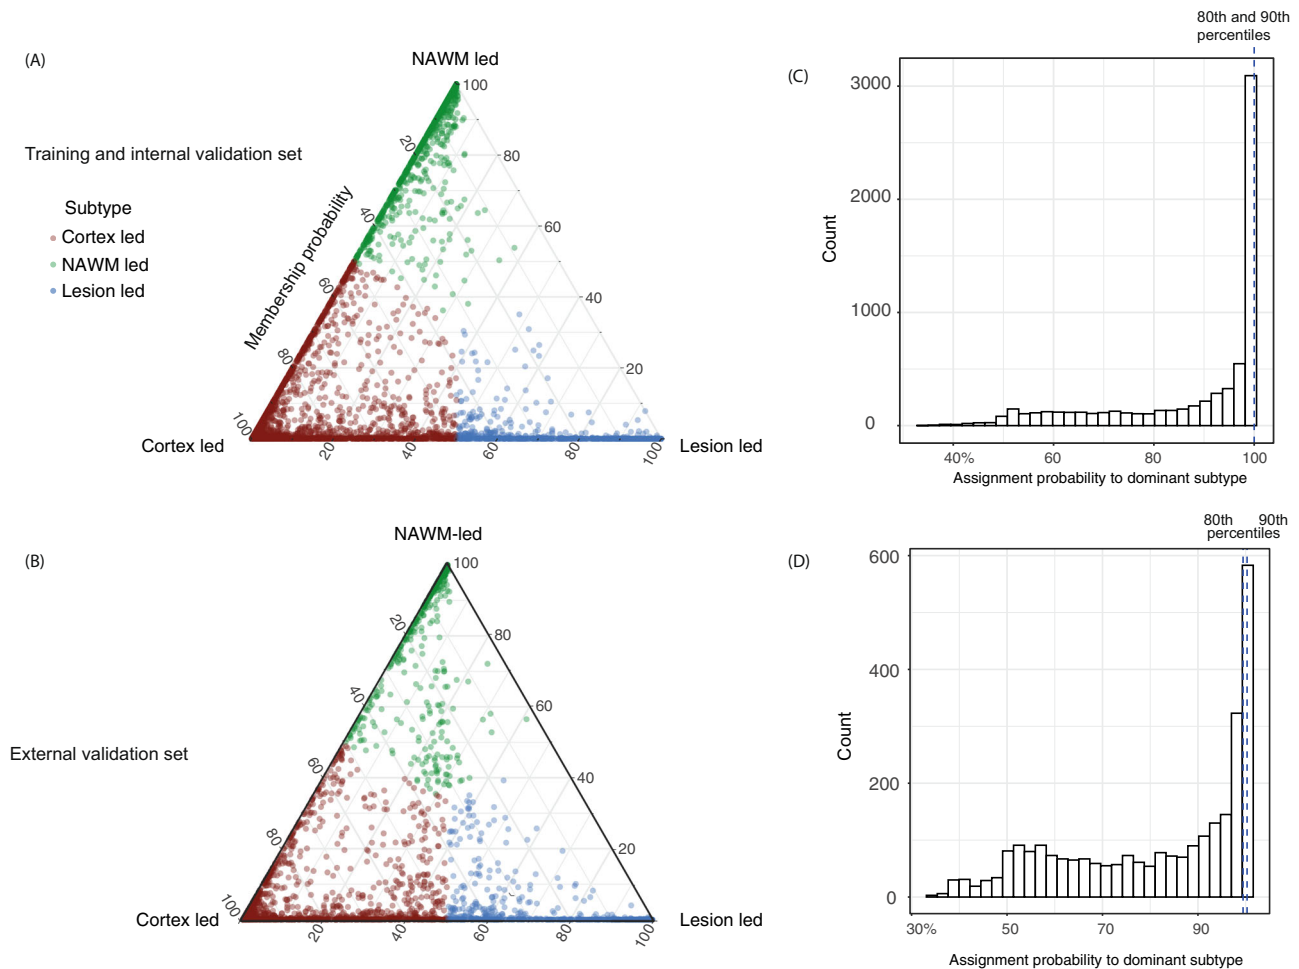 (A)
NAWM led
100
80
60
40
20
Training and internal validation set
Subtype
Cortex led
NAWM led
Lesion led
Membership probability
20
40
60
80
100
Cortex led
20
40
60
80
100
Lesion led
80th and 90th
percentiles
(C)
3000
2000
1000
0
Count
40%
60
80
100
Assignment probability to dominant subtype
(B)
NAWM-led
100
80
60
40
20
External validation set
20
40
60
80
100
Cortex led
20
40
60
80
100
Lesion led
80th 90th
percentiles
(D)
600
400
200
0
Count
30%
50
70
90
Assignment probability to dominant subtype